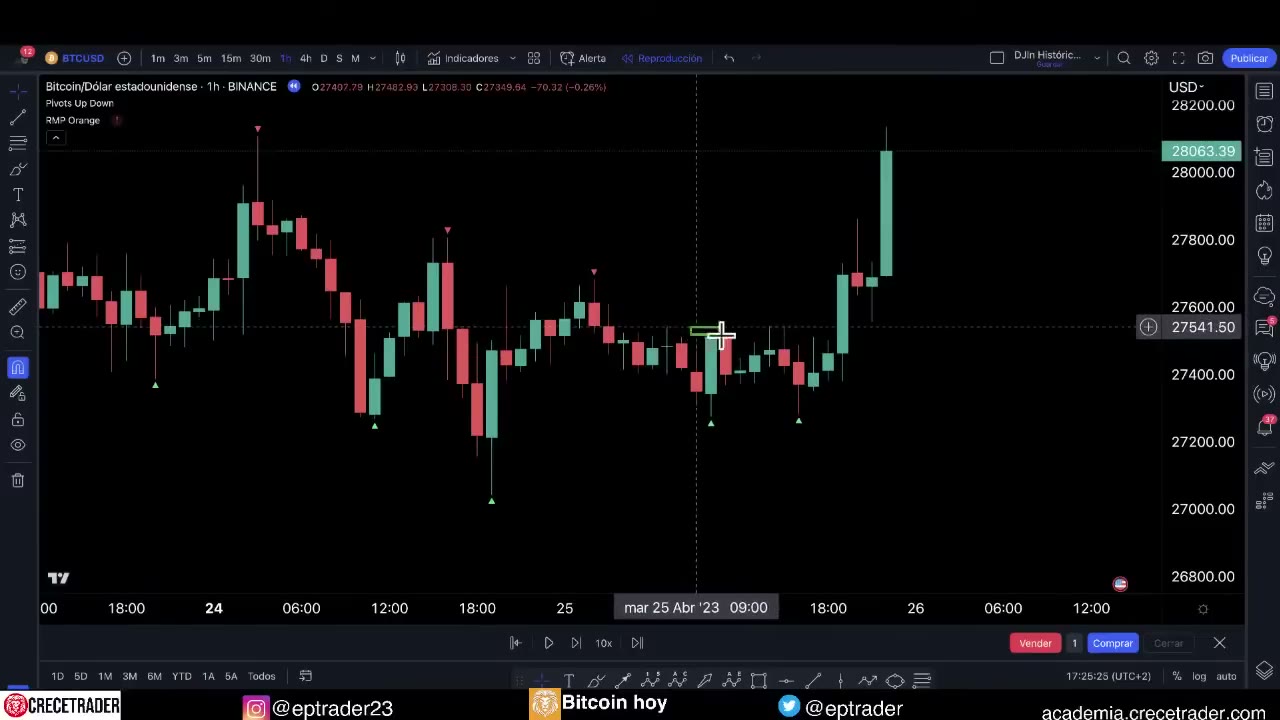 12
BTCUSD
1m 3m 5m 15m 30m 1h 4h D S M
Indicadores
Alerta
Reproducción
DJIn Históric...
Guardar
Publicar
Bitcoin/Dólar estadounidense · 1h · BINANCE
O27407.79 H27482.93 L27308.30 C27349.64 -70.32 (-0.26%)
USD
Pivots Up Down
RMP Orange
28200.00
28063.39
28000.00
27800.00
27600.00
27541.50
27400.00
27200.00
27000.00
26800.00
5
37
00 18:00 24 06:00 12:00 18:00 25 mar 25 Abr '23 09:00 18:00 26 06:00 12:00
10x
Vender 1 Comprar Cerrar
1D 5D 1M 3M 6M YTD 1A 5A Todos
17:25:25 (UTC+2) % log auto
CRECETRADER
@eptrader23
Bitcoin hoy
@eptrader
academia.crecetrader.com